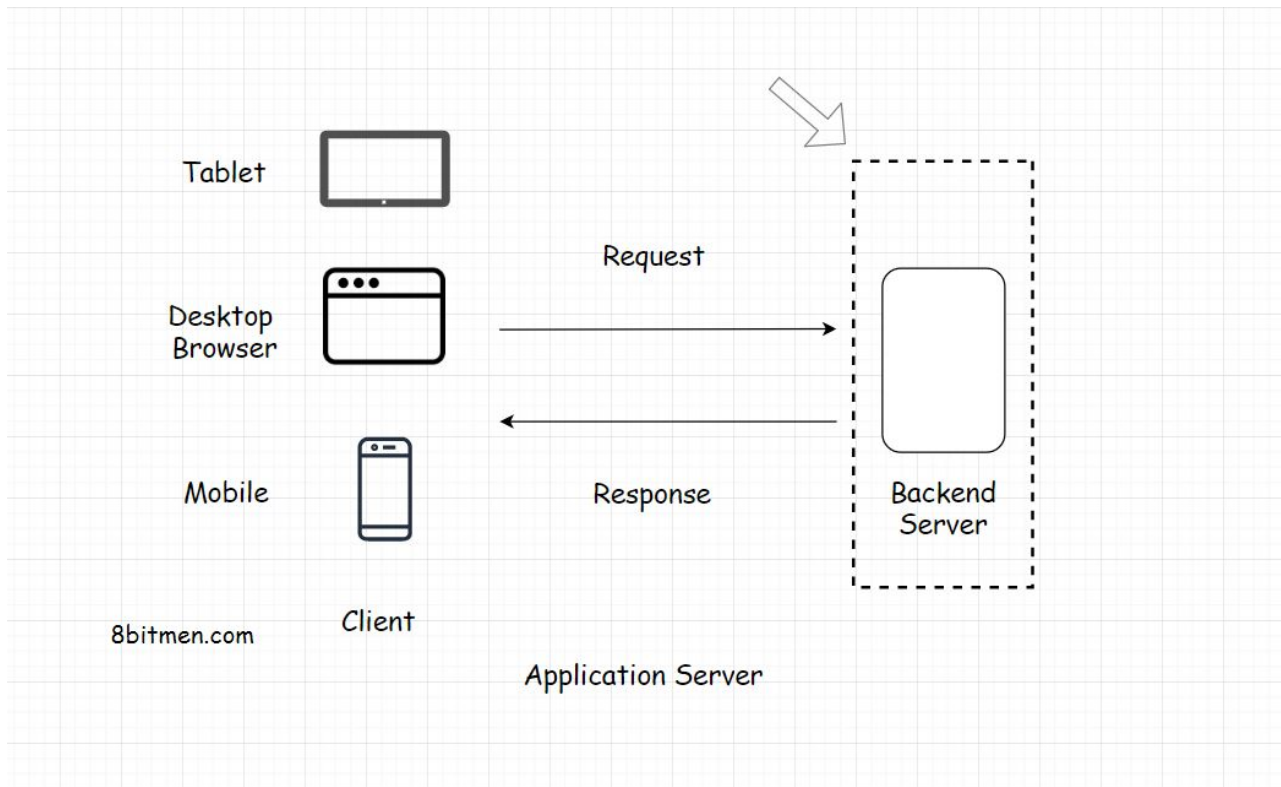 Tablet
Request
Desktop
Browser
Mobile
Response
Backend
Server
Client
8bitmen.com
Application Server